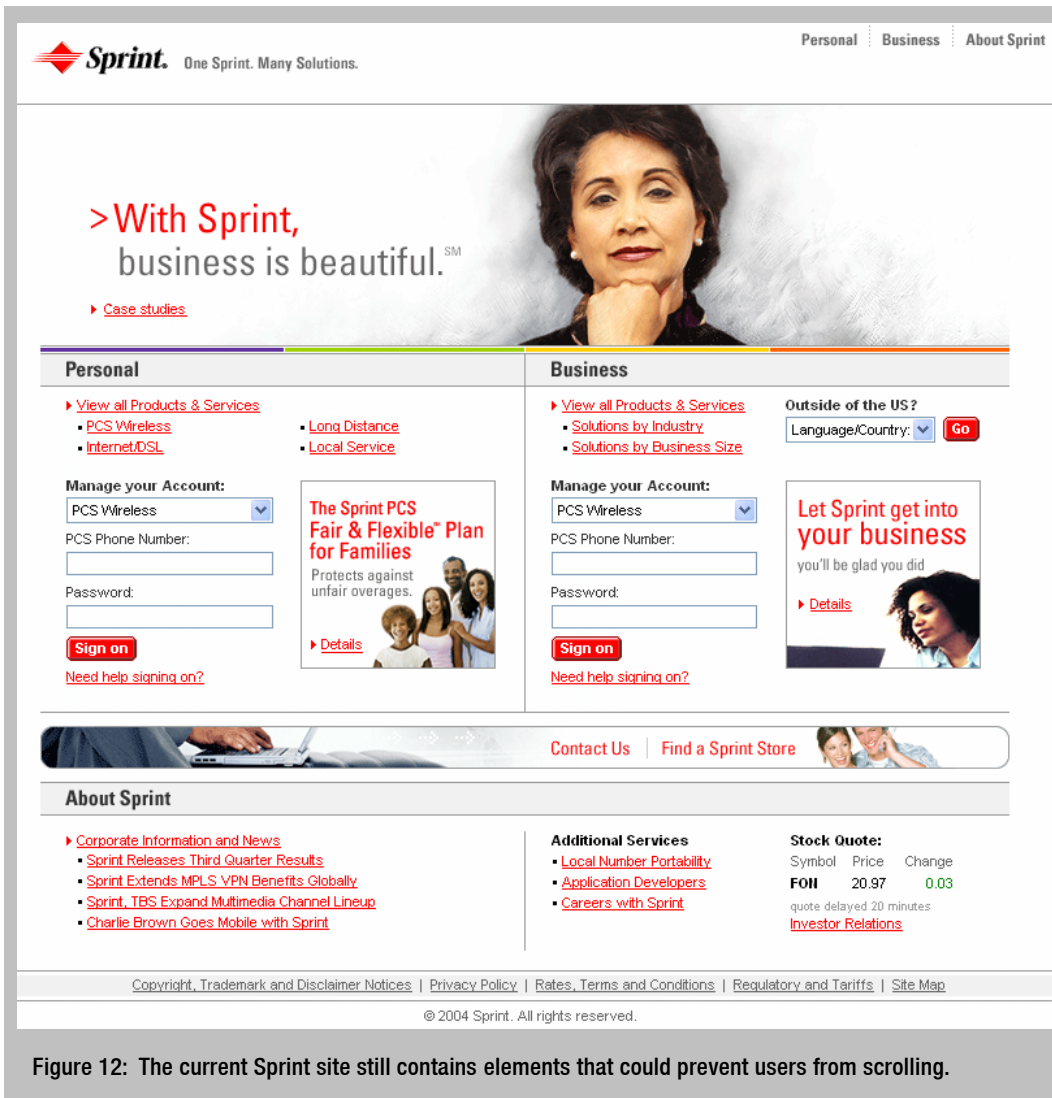 Sprint. One Sprint. Many Solutions.
Personal Business About Sprint
>With Sprint,
business is beautiful.℠
Case studies
Personal
View all Products & Services
▪ PCS Wireless
▪ Internet/DSL
▪ Long Distance
▪ Local Service
Manage your Account:
PCS Wireless
PCS Phone Number:
Password:
Sign on
Need help signing on?
The Sprint PCS
Fair & Flexible℠ Plan
for Families
Protects against
unfair overages.
Details
Business
View all Products & Services
▪ Solutions by Industry
▪ Solutions by Business Size
Outside of the US?
Language/Country: Go
Manage your Account:
PCS Wireless
PCS Phone Number:
Password:
Sign on
Need help signing on?
Let Sprint get into
your business
you'll be glad you did
Details
Contact Us | Find a Sprint Store
About Sprint
Corporate Information and News
▪ Sprint Releases Third Quarter Results
▪ Sprint Extends MPLS VPN Benefits Globally
▪ Sprint, TBS Expand Multimedia Channel Lineup
▪ Charlie Brown Goes Mobile with Sprint
Additional Services
▪ Local Number Portability
▪ Application Developers
▪ Careers with Sprint
Stock Quote:
Symbol Price Change
FON 20.97 0.03
quote delayed 20 minutes
Investor Relations
Copyright, Trademark and Disclaimer Notices | Privacy Policy | Rates, Terms and Conditions | Regulatory and Tariffs | Site Map
© 2004 Sprint. All rights reserved.
Figure 12: The current Sprint site still contains elements that could prevent users from scrolling.